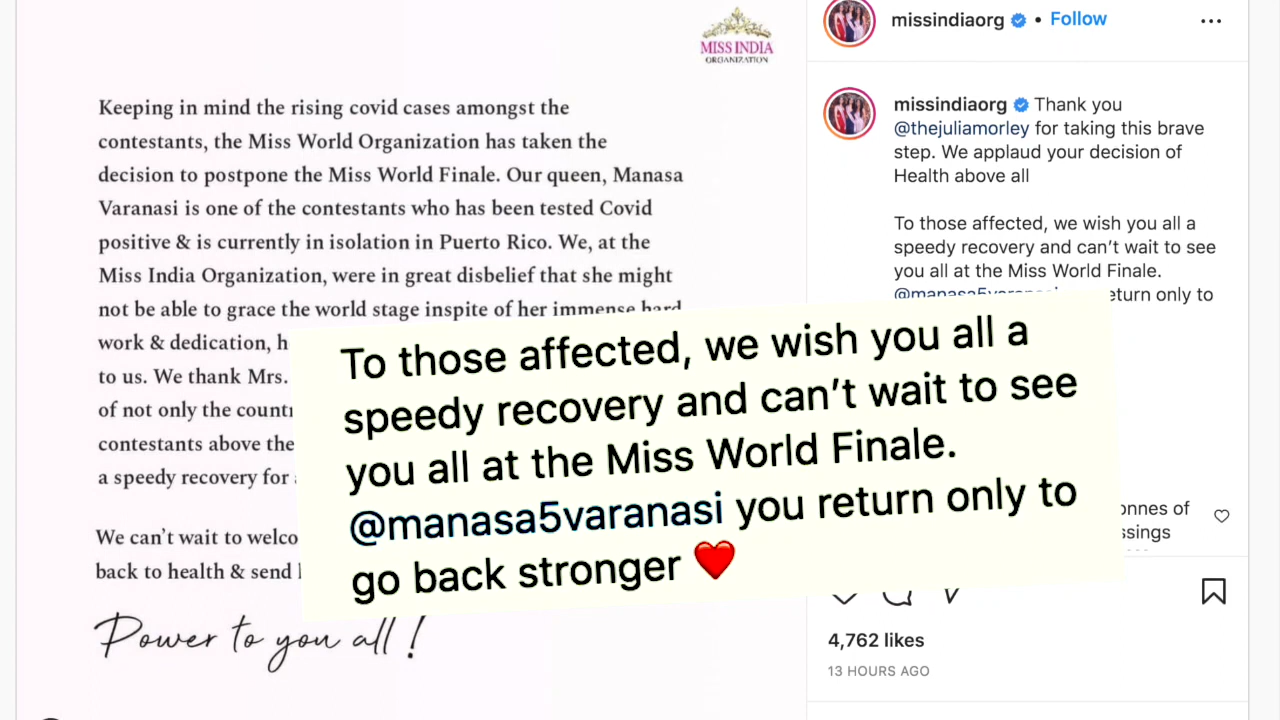 MISS INDIA
ORGANIZATION
Keeping in mind the rising covid cases amongst the
contestants, the Miss World Organization has taken the
decision to postpone the Miss World Finale. Our queen, Manasa
Varanasi is one of the contestants who has been tested Covid
positive & is currently in isolation in Puerto Rico. We, at the
Miss India Organization, were in great disbelief that she might
not be able to grace the world stage inspite of her immense hard
work & dedication, h
to us. We thank Mrs.
of not only the count
contestants above the
a speedy recovery for
We can't wait to welco
back to health & send
Power to you all !
missindiaorg • Follow
missindiaorg Thank you
@thejuliamorley for taking this brave
step. We applaud your decision of
Health above all
To those affected, we wish you all a
speedy recovery and can't wait to see
you all at the Miss World Finale.
@manasa5varanasi eturn only to
To those affected, we wish you all a
speedy recovery and can't wait to see
you all at the Miss World Finale.
@manasa5varanasi you return only to
go back stronger ❤️
onnes of
ssings
4,762 likes
13 HOURS AGO